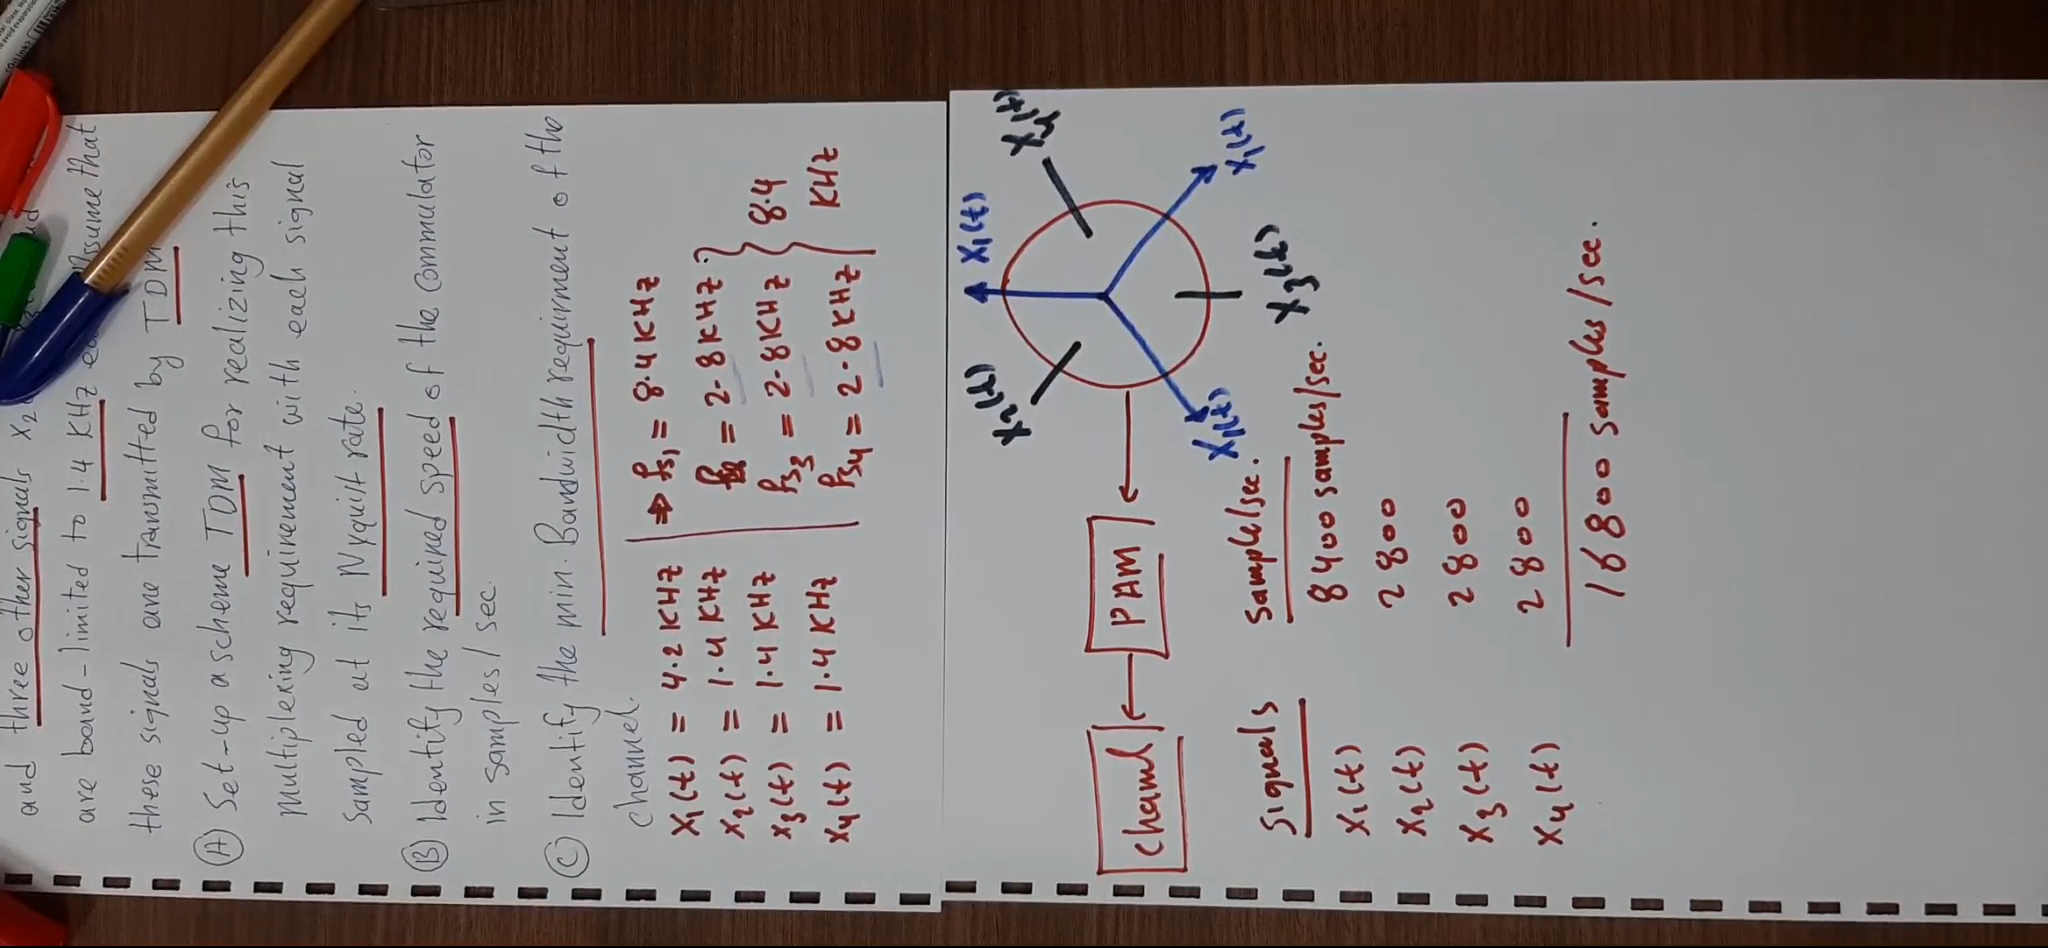 and three other signals x2
are band-limited to 1.4 KHz Assume that
these signals are transmitted by TDM
(A) Set-up a scheme TDM for realizing this
Multiplexing requirement with each signal
Sampled at its Nyquist rate.
(B) Identify the required speed of the Commulator
in samples/sec.
(C) Identify the min. Bandwidth requirement of the
channel.
x1(t) = 4.2 KHz ⇒ fs1 = 8.4 KHz
x2(t) = 1.4 KHz = 2.8 KHz
x3(t) = 1.4 KHz fs3 = 2.8 KHz
x4(t) = 1.4 KHz fs4 = 2.8 KHz
8.4
KHz
x1(t)
x4(t)
x1(t)
x3(t)
x1(t)
x2(t)
PAM
Channel
Signals Sample/sec.
x1(t) 8400 samples/sec.
x2(t) 2800
x3(t) 2800
x4(t) 2800
16800 samples/sec.